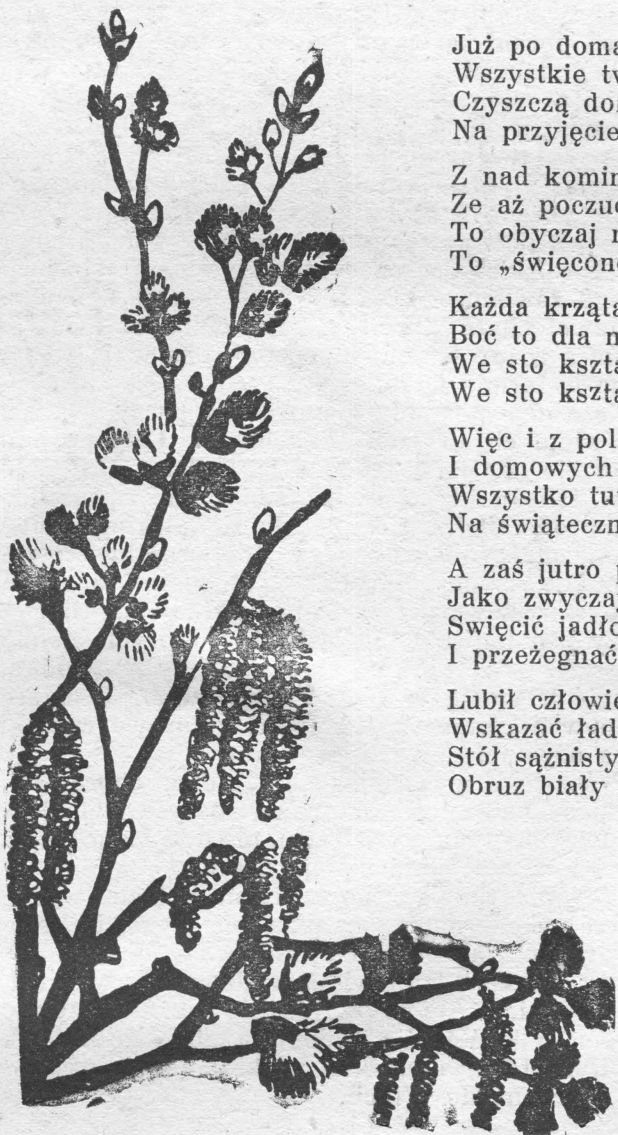 Już po doma
Wszystkie tv
Czyszczą dor
Na przyjęcie
Z nad komin
Ze aż poczuc
To obyczaj n
To „święcone
Każda krząta
Boć to dla n
We sto kszta
We sto kszta
Więc i z pol
I domowych
Wszystko tu
Na świąteczn
A zaś jutro p
Jako zwyczaj
Swięcić jadło
I przeżegnać
Lubił człowie
Wskazać ład
Stół sążnisty
Obruz biały